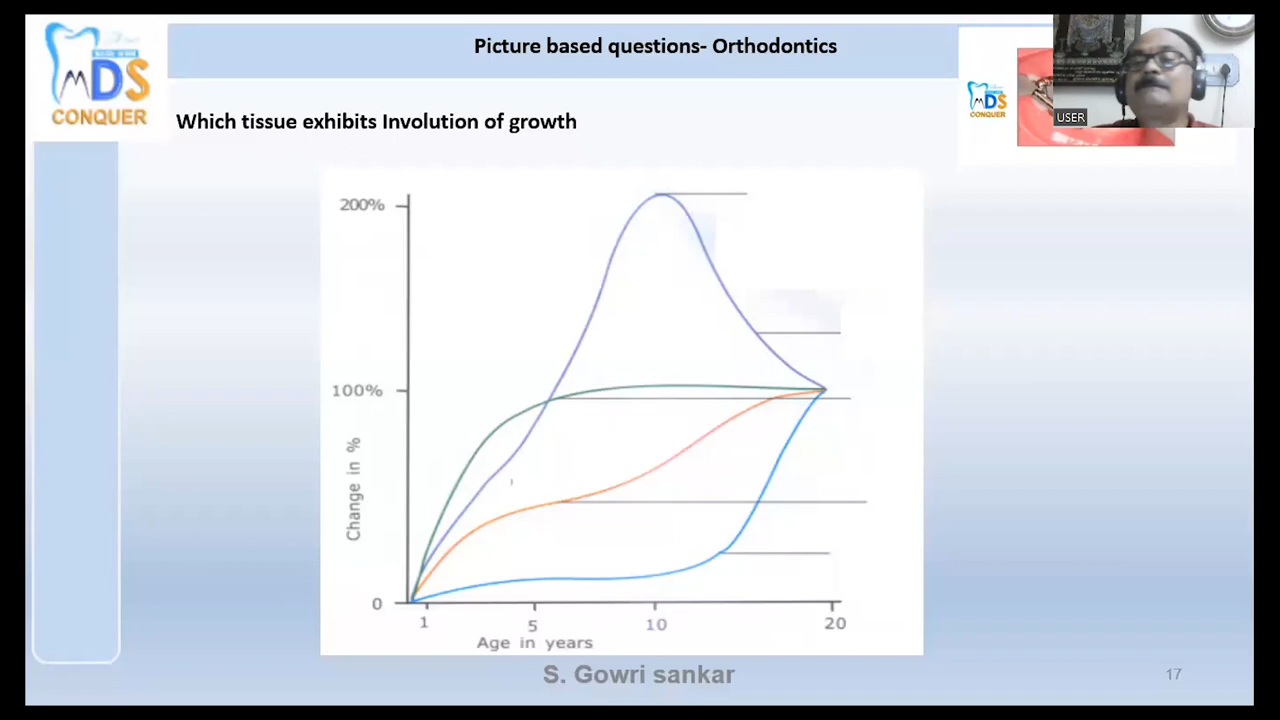 Picture based questions- Orthodontics
MDS
CONQUER
MDS
CONQUER
USER
Which tissue exhibits Involution of growth
200%
100%
Change in %
0
1
5
10
20
Age in years
S. Gowri sankar
17